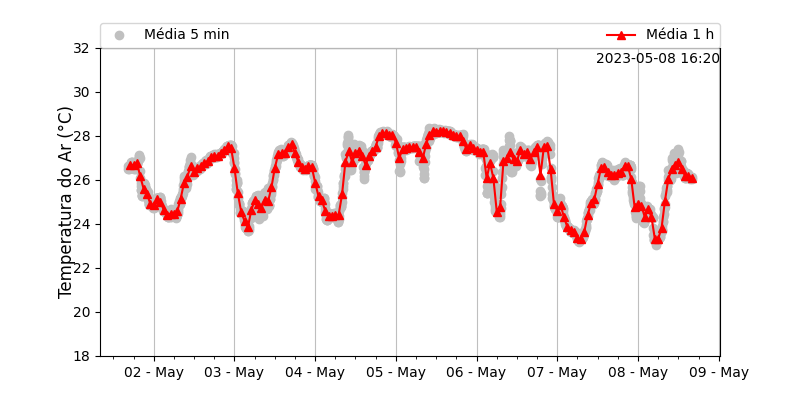 Média 5 min
Média 1 h
2023-05-08 16:20
Temperatura do Ar (°C)
32
30
28
26
24
22
20
18
02 - May
03 - May
04 - May
05 - May
06 - May
07 - May
08 - May
09 - May